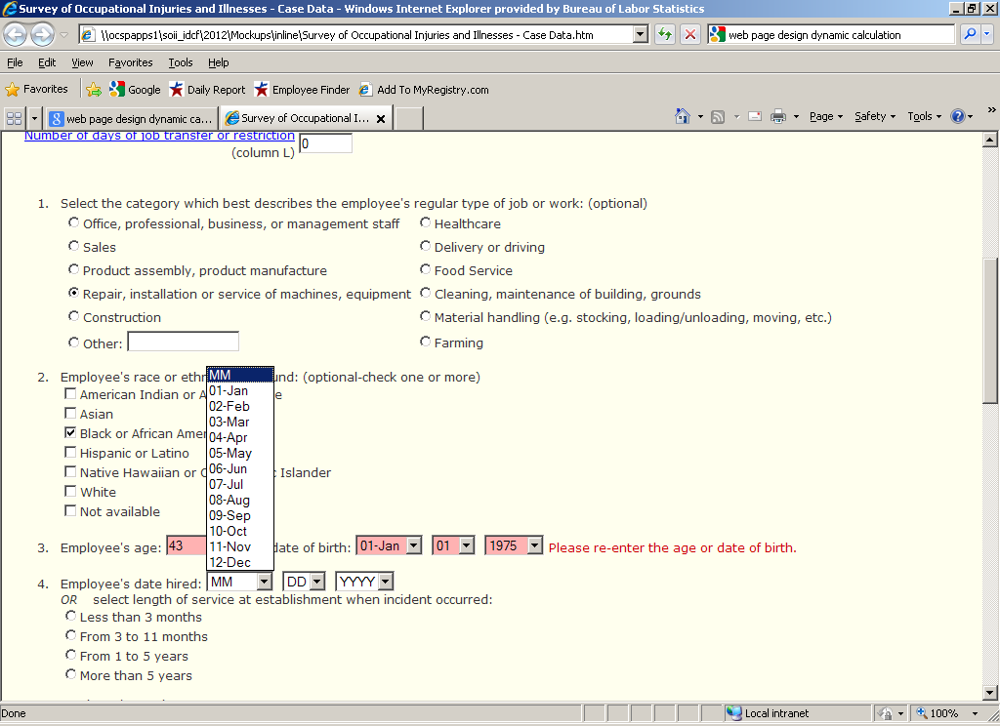 Survey of Occupational Injuries and Illnesses - Case Data - Windows Internet Explorer provided by Bureau of Labor Statistics
\\ocspapps1\soii_idcf\2012\Mockups\inline\Survey of Occupational Injuries and Illnesses - Case Data.htm
web page design dynamic calculation
File Edit View Favorites Tools Help
Favorites Google Daily Report Employee Finder Add To MyRegistry.com
web page design dynamic ca... Survey of Occupational I... Page Safety Tools
Number of days of job transfer or restriction
(column L) 0
1. Select the category which best describes the employee's regular type of job or work: (optional)
Office, professional, business, or management staff Healthcare
Sales Delivery or driving
Product assembly, product manufacture Food Service
Repair, installation or service of machines, equipment Cleaning, maintenance of building, grounds
Construction Material handling (e.g. stocking, loading/unloading, moving, etc.)
Other: Farming
2. Employee's race or ethn und: (optional-check one or more)
American Indian or A e
Asian
Black or African Amer
Hispanic or Latino
Native Hawaiian or c Islander
White
Not available
MM
01-Jan
02-Feb
03-Mar
04-Apr
05-May
06-Jun
07-Jul
08-Aug
09-Sep
10-Oct
11-Nov
12-Dec
3. Employee's age: 43 date of birth: 01-Jan 01 1975 Please re-enter the age or date of birth.
4. Employee's date hired: MM DD YYYY
OR select length of service at establishment when incident occurred:
Less than 3 months
From 3 to 11 months
From 1 to 5 years
More than 5 years
Done Local intranet 100%